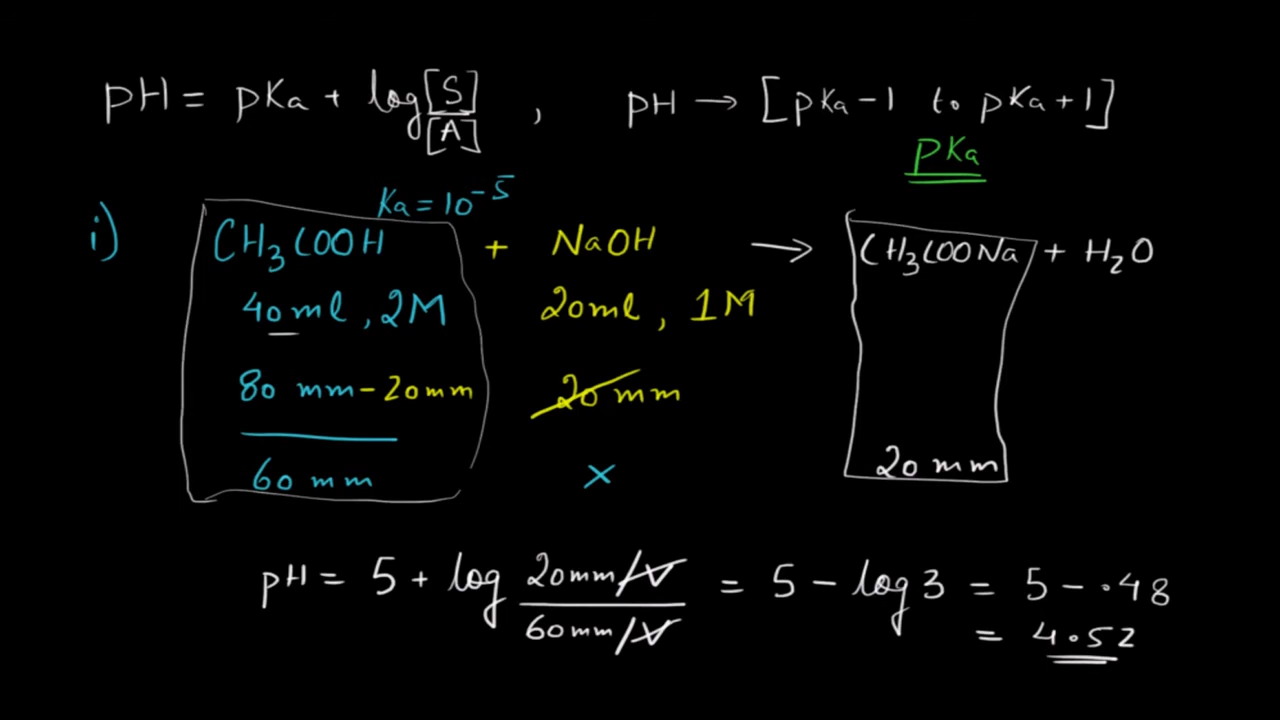 pH = pKa + log [S] / [A] , pH → [pKa-1 to pKa+1]
pKa
Ka = 10⁻⁵
i) CH₃COOH + NaOH → CH₃COONa + H₂O
40ml , 2M 20ml , 1M
80 mm - 20mm 20 mm
60 mm × 20 mm
pH = 5 + log 20mm/V / 60mm/V = 5 - log 3 = 5 - .48
= 4.52